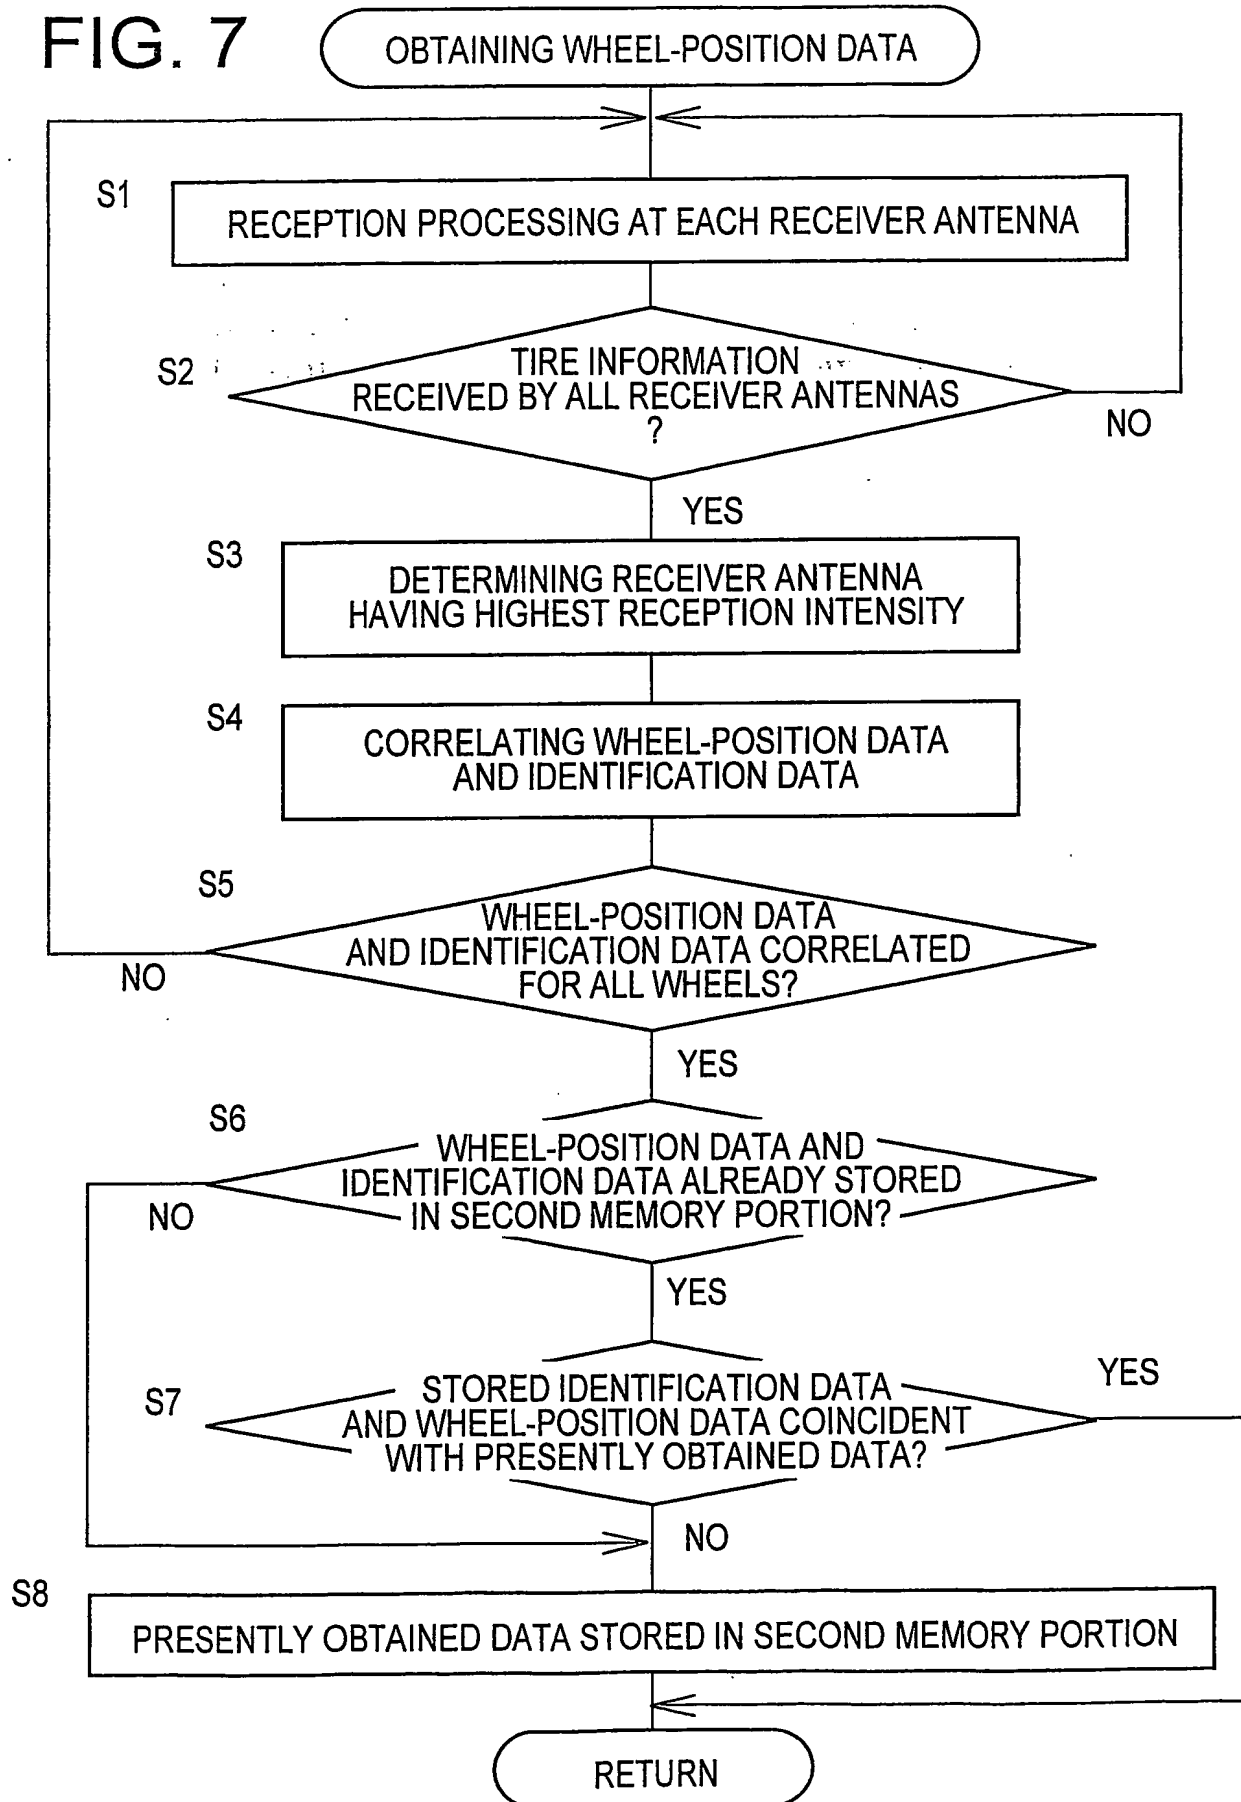 FIG. 7
OBTAINING WHEEL-POSITION DATA
S1
RECEPTION PROCESSING AT EACH RECEIVER ANTENNA
S2
TIRE INFORMATION
RECEIVED BY ALL RECEIVER ANTENNAS
?
NO
YES
S3
DETERMINING RECEIVER ANTENNA
HAVING HIGHEST RECEPTION INTENSITY
S4
CORRELATING WHEEL-POSITION DATA
AND IDENTIFICATION DATA
S5
WHEEL-POSITION DATA
AND IDENTIFICATION DATA CORRELATED
FOR ALL WHEELS?
NO
YES
S6
WHEEL-POSITION DATA AND
IDENTIFICATION DATA ALREADY STORED
IN SECOND MEMORY PORTION?
NO
YES
S7
STORED IDENTIFICATION DATA
AND WHEEL-POSITION DATA COINCIDENT
WITH PRESENTLY OBTAINED DATA?
YES
NO
S8
PRESENTLY OBTAINED DATA STORED IN SECOND MEMORY PORTION
RETURN